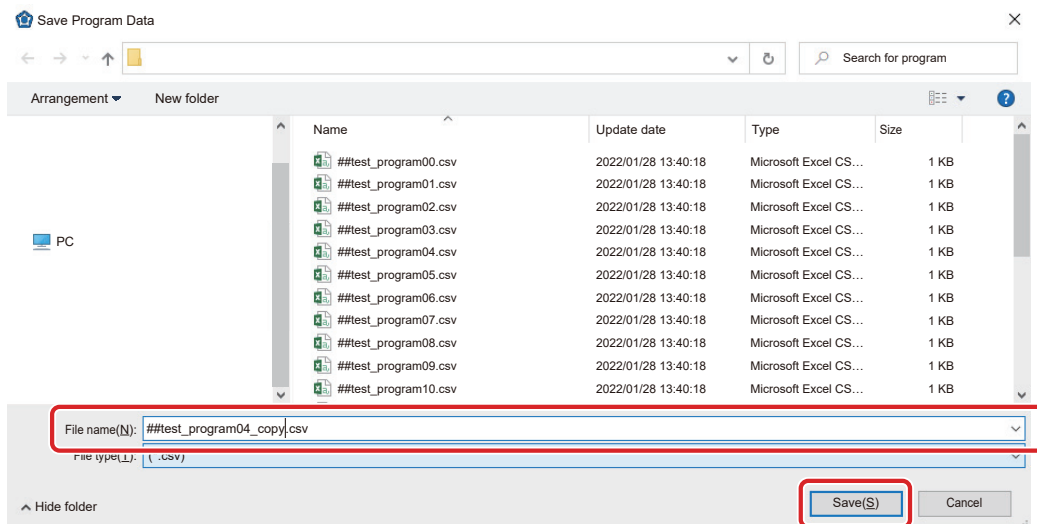 Save Program Data
Search for program
Arrangement New folder
Name Update date Type Size
##test_program00.csv 2022/01/28 13:40:18 Microsoft Excel CS... 1 KB
##test_program01.csv 2022/01/28 13:40:18 Microsoft Excel CS... 1 KB
##test_program02.csv 2022/01/28 13:40:18 Microsoft Excel CS... 1 KB
##test_program03.csv 2022/01/28 13:40:18 Microsoft Excel CS... 1 KB
PC
##test_program04.csv 2022/01/28 13:40:18 Microsoft Excel CS... 1 KB
##test_program05.csv 2022/01/28 13:40:18 Microsoft Excel CS... 1 KB
##test_program06.csv 2022/01/28 13:40:18 Microsoft Excel CS... 1 KB
##test_program07.csv 2022/01/28 13:40:18 Microsoft Excel CS... 1 KB
##test_program08.csv 2022/01/28 13:40:18 Microsoft Excel CS... 1 KB
##test_program09.csv 2022/01/28 13:40:18 Microsoft Excel CS... 1 KB
##test_program10.csv 2022/01/28 13:40:18 Microsoft Excel CS... 1 KB
File name(N): ##test_program04_copy.csv
File type(T): (*.csv)
Hide folder Save(S) Cancel